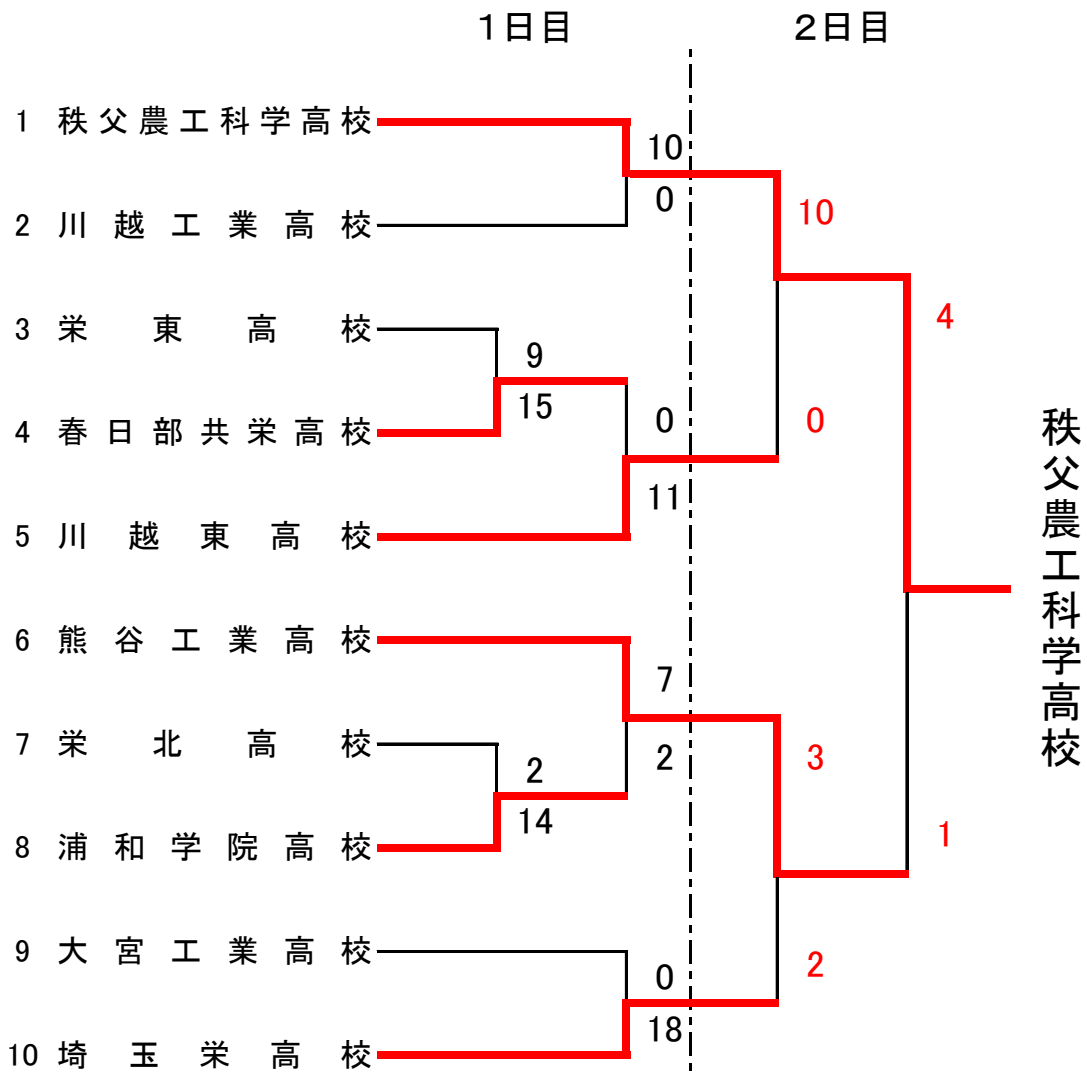 １日目 ２日目
1 秩父農工科学高校
10
0
10
2 川越工業高校
4
3 栄東高校
9
15
0
0
4 春日部共栄高校
11
5 川越東高校
秩父農工科学高校
6 熊谷工業高校
7
2
3
7 栄北高校
2
14
1
8 浦和学院高校
9 大宮工業高校
0
18
2
10 埼玉栄高校